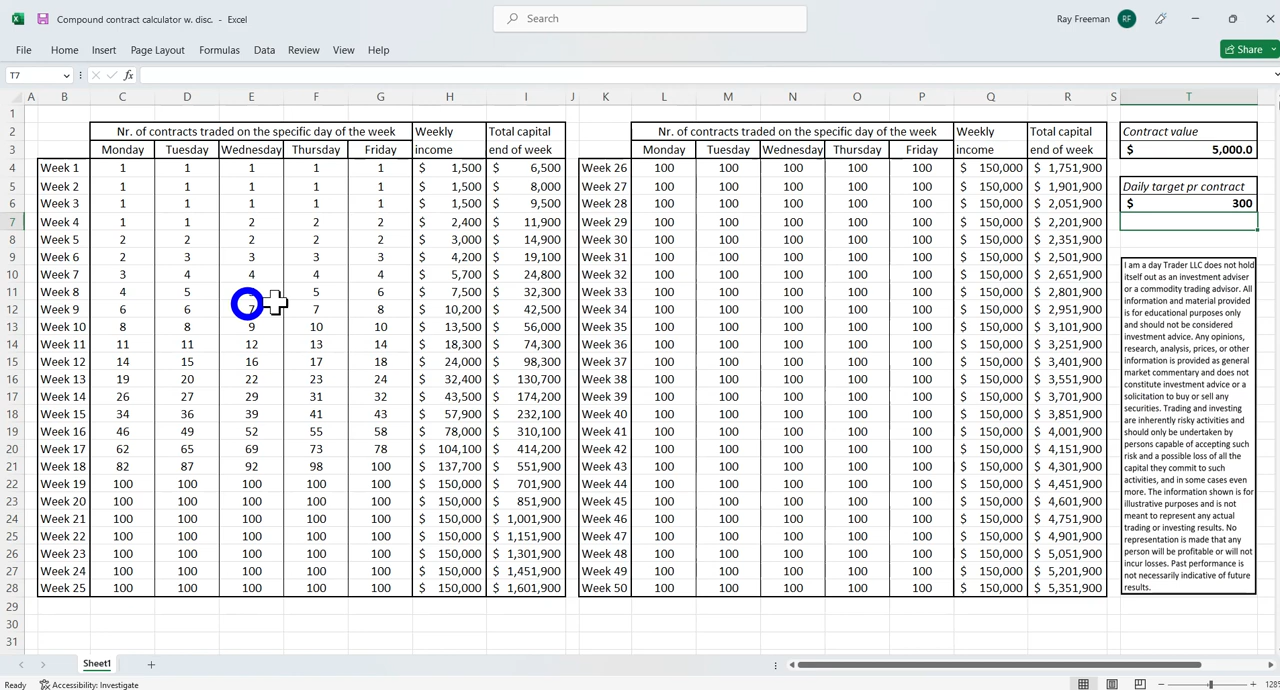 Compound contract calculator w. disc. - Excel
Search
Ray Freeman RF
File Home Insert Page Layout Formulas Data Review View Help
Share
T7 fx
A B C D E F G H I J K L M N O P Q R S T
1
2 Nr. of contracts traded on the specific day of the week Weekly Total capital Nr. of contracts traded on the specific day of the week Weekly Total capital Contract value
3 Monday Tuesday Wednesday Thursday Friday income end of week Monday Tuesday Wednesday Thursday Friday income end of week $ 5,000.0
4 Week 1 1 1 1 1 1 $ 1,500 $ 6,500 Week 26 100 100 100 100 100 $ 150,000 $ 1,751,900
5 Week 2 1 1 1 1 1 $ 1,500 $ 8,000 Week 27 100 100 100 100 100 $ 150,000 $ 1,901,900 Daily target pr contract
6 Week 3 1 1 1 1 1 $ 1,500 $ 9,500 Week 28 100 100 100 100 100 $ 150,000 $ 2,051,900 $ 300
7 Week 4 1 1 2 2 2 $ 2,400 $ 11,900 Week 29 100 100 100 100 100 $ 150,000 $ 2,201,900
8 Week 5 2 2 2 2 2 $ 3,000 $ 14,900 Week 30 100 100 100 100 100 $ 150,000 $ 2,351,900
9 Week 6 2 3 3 3 3 $ 4,200 $ 19,100 Week 31 100 100 100 100 100 $ 150,000 $ 2,501,900
10 Week 7 3 4 4 4 4 $ 5,700 $ 24,800 Week 32 100 100 100 100 100 $ 150,000 $ 2,651,900
11 Week 8 4 5 5 6 $ 7,500 $ 32,300 Week 33 100 100 100 100 100 $ 150,000 $ 2,801,900
12 Week 9 6 6 7 7 8 $ 10,200 $ 42,500 Week 34 100 100 100 100 100 $ 150,000 $ 2,951,900
13 Week 10 8 8 9 10 10 $ 13,500 $ 56,000 Week 35 100 100 100 100 100 $ 150,000 $ 3,101,900
14 Week 11 11 11 12 13 14 $ 18,300 $ 74,300 Week 36 100 100 100 100 100 $ 150,000 $ 3,251,900
15 Week 12 14 15 16 17 18 $ 24,000 $ 98,300 Week 37 100 100 100 100 100 $ 150,000 $ 3,401,900
16 Week 13 19 20 22 23 24 $ 32,400 $ 130,700 Week 38 100 100 100 100 100 $ 150,000 $ 3,551,900
17 Week 14 26 27 29 31 32 $ 43,500 $ 174,200 Week 39 100 100 100 100 100 $ 150,000 $ 3,701,900
18 Week 15 34 36 39 41 43 $ 57,900 $ 232,100 Week 40 100 100 100 100 100 $ 150,000 $ 3,851,900
19 Week 16 46 49 52 55 58 $ 78,000 $ 310,100 Week 41 100 100 100 100 100 $ 150,000 $ 4,001,900
20 Week 17 62 65 69 73 78 $ 104,100 $ 414,200 Week 42 100 100 100 100 100 $ 150,000 $ 4,151,900
21 Week 18 82 87 92 98 100 $ 137,700 $ 551,900 Week 43 100 100 100 100 100 $ 150,000 $ 4,301,900
22 Week 19 100 100 100 100 100 $ 150,000 $ 701,900 Week 44 100 100 100 100 100 $ 150,000 $ 4,451,900
23 Week 20 100 100 100 100 100 $ 150,000 $ 851,900 Week 45 100 100 100 100 100 $ 150,000 $ 4,601,900
24 Week 21 100 100 100 100 100 $ 150,000 $ 1,001,900 Week 46 100 100 100 100 100 $ 150,000 $ 4,751,900
25 Week 22 100 100 100 100 100 $ 150,000 $ 1,151,900 Week 47 100 100 100 100 100 $ 150,000 $ 4,901,900
26 Week 23 100 100 100 100 100 $ 150,000 $ 1,301,900 Week 48 100 100 100 100 100 $ 150,000 $ 5,051,900
27 Week 24 100 100 100 100 100 $ 150,000 $ 1,451,900 Week 49 100 100 100 100 100 $ 150,000 $ 5,201,900
28 Week 25 100 100 100 100 100 $ 150,000 $ 1,601,900 Week 50 100 100 100 100 100 $ 150,000 $ 5,351,900
29
30
31
I am a day Trader LLC does not hold
itself out as an investment adviser
or a commodity trading advisor. All
information and material provided
is for educational purposes only
and should not be considered
investment advice. Any opinions,
research, analysis, prices, or other
information is provided as general
market commentary and does not
constitute investment advice or a
solicitation to buy or sell any
securities. Trading and investing
are inherently risky activities and
should only be undertaken by
persons capable of accepting such
risk and a possible loss of all the
capital they commit to such
activities, and in some cases even
more. The information shown is for
illustrative purposes and is not
meant to represent any actual
trading or investing results. No
representation is made that any
person will be profitable or will not
incur losses. Past performance is
not necessarily indicative of future
results.
Sheet1
Ready Accessibility: Investigate
128%